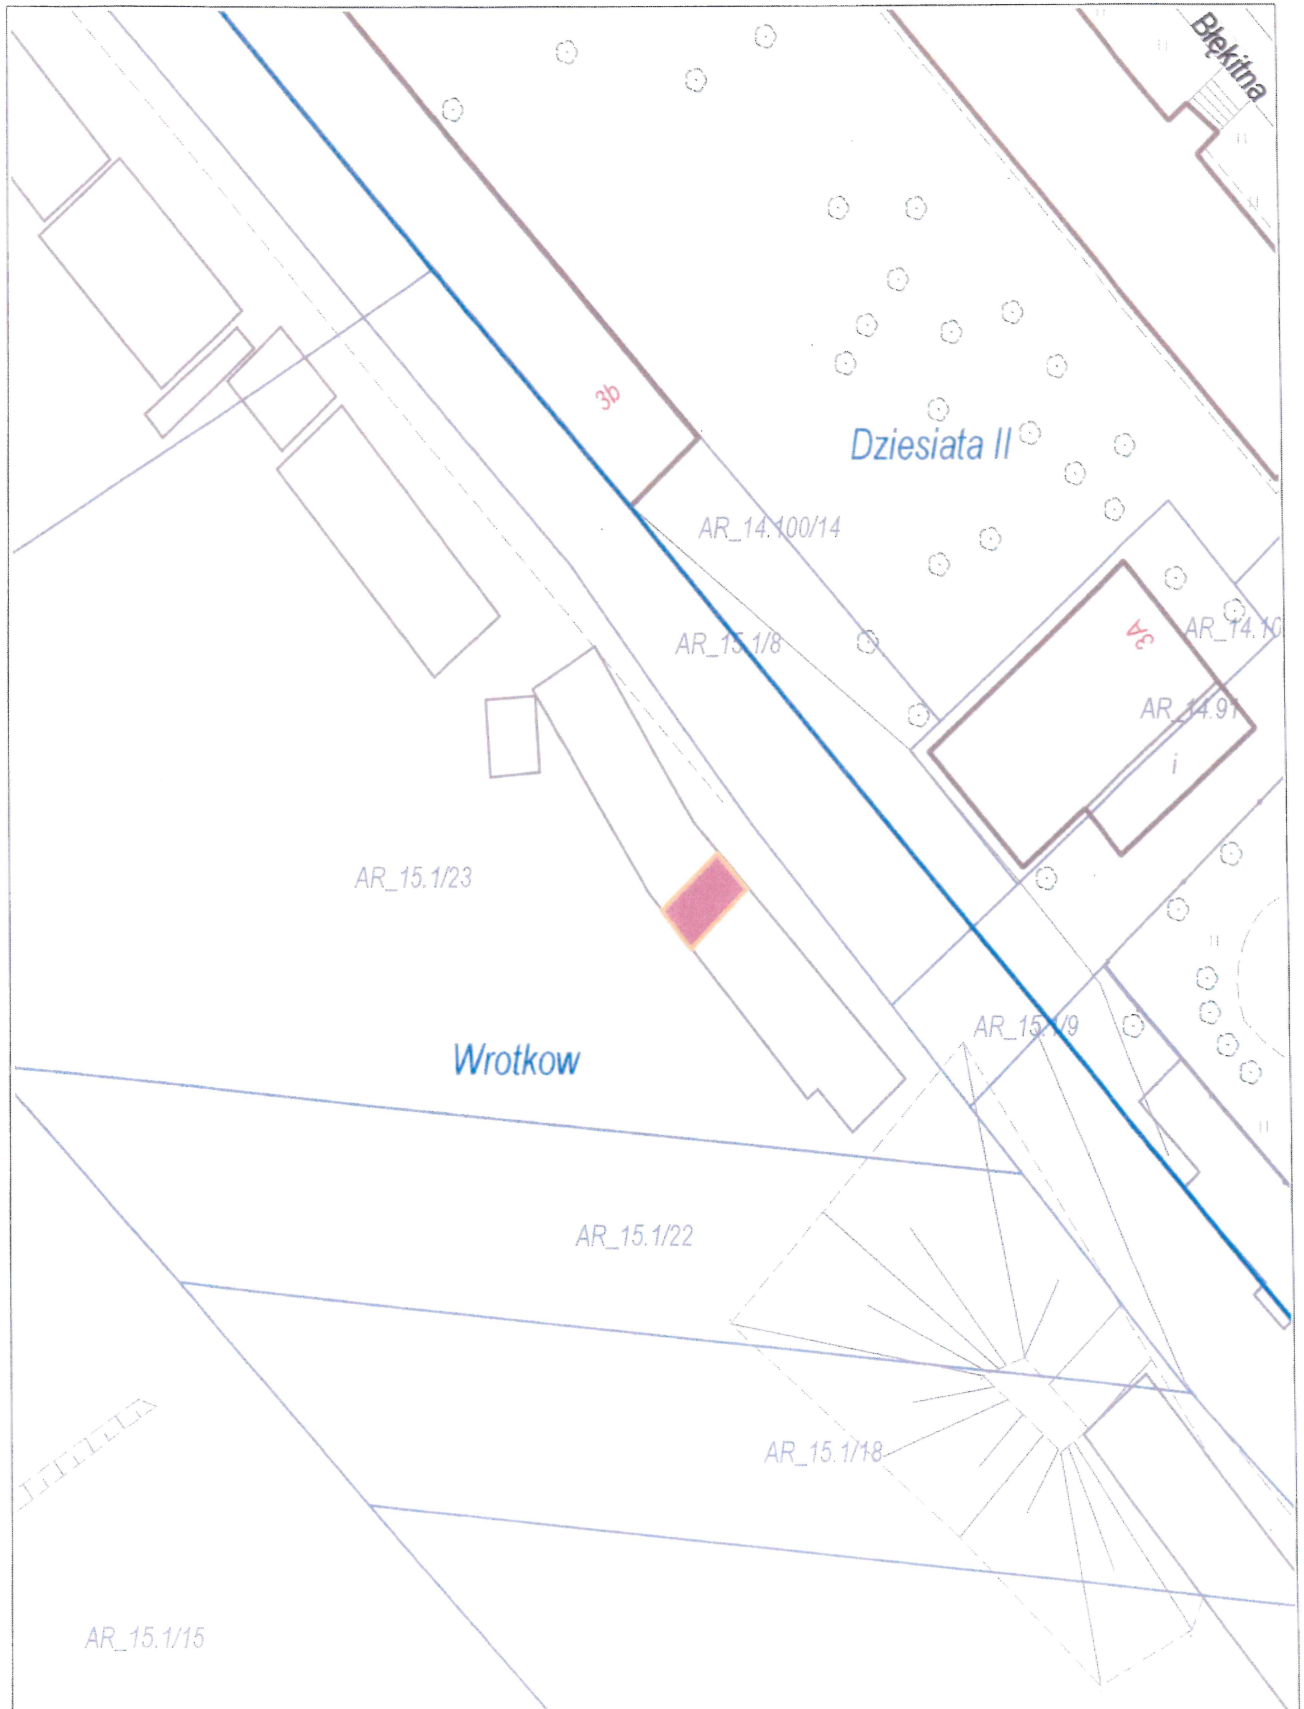 Błękitna
3b
Dziesiata II
AR_14.100/14
AR_15.1/8
3A
AR_14.10
AR_14.91
i
AR_15.1/23
AR_15.1/9
Wrotkow
AR_15.1/22
AR_15.1/18
AR_15.1/15